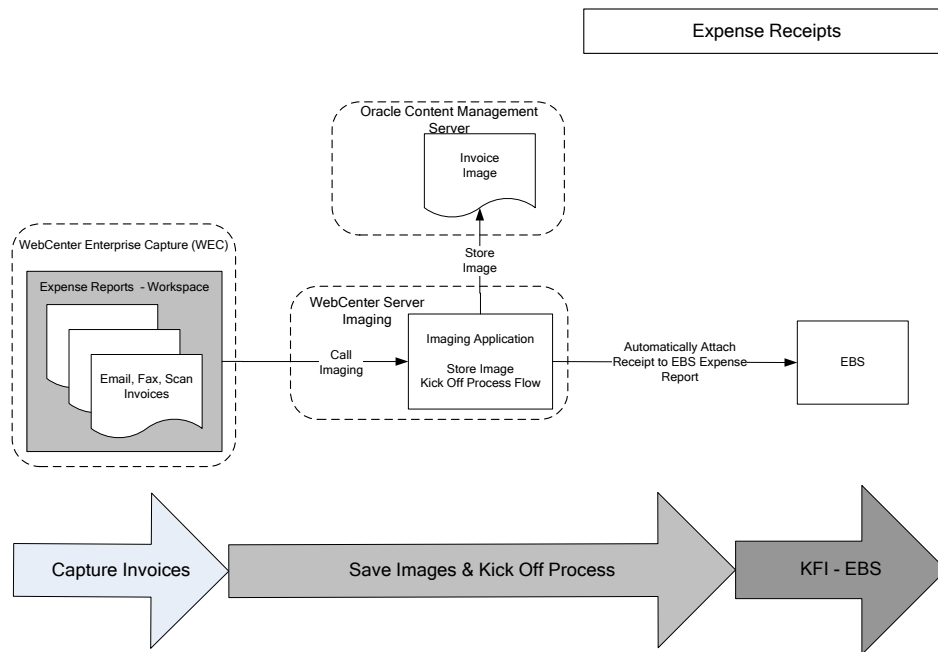 Expense Receipts
Oracle Content Management
Server
Invoice
Image
WebCenter Enterprise Capture (WEC)
Expense Reports - Workspace
Email, Fax, Scan
Invoices
Store
Image
WebCenter Server
Imaging
Call
Imaging
Imaging Application
Store Image
Kick Off Process Flow
Automatically Attach
Receipt to EBS Expense
Report
EBS
Capture Invoices
Save Images & Kick Off Process
KFI - EBS